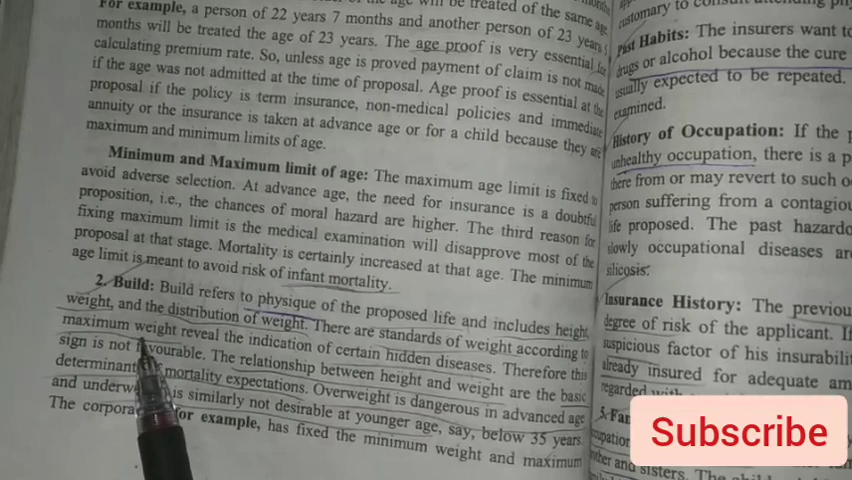 For example, a person of 22 years 7 months and another person of 23 years 5
months will be treated the age of 23 years. The age proof is very essential for
calculating premium rate. So, unless age is proved payment of claim is not made
if the age was not admitted at the time of proposal. Age proof is essential at the
proposal if the policy is term insurance, non-medical policies and immediate
annuity or the insurance is taken at advance age or for a child because they are
maximum and minimum limits of age.
Minimum and Maximum limit of age: The maximum age limit is fixed to
avoid adverse selection. At advance age, the need for insurance is a doubtful
proposition, i.e., the chances of moral hazard are higher. The third reason for
fixing maximum limit is the medical examination will disapprove most of the
proposal at that stage. Mortality is certainly increased at that age. The minimum
age limit is meant to avoid risk of infant mortality.
2. Build: Build refers to physique of the proposed life and includes height,
weight, and the distribution of weight. There are standards of weight according to
maximum weight reveal the indication of certain hidden diseases. Therefore this
sign is not favourable. The relationship between height and weight are the basic
determinant mortality expectations. Overweight is dangerous in advanced age
and is similarly not desirable at younger age, say, below 35 years.
The example, has fixed the minimum weight and maximum
customary to consult
Past Habits: The insurers want to
drugs or alcohol because the cure
usually expected to be repeated.
examined.
History of Occupation: If the
unhealthy occupation, there is a
there from or may revert to such
person suffering from a
life proposed. The past
slowly occupational diseases
silicosis.
Insurance History: The
degree of risk of the applicant. If
suspicious factor of his
already insured for adequate
regarded
5.
Subscribe
and sisters. The